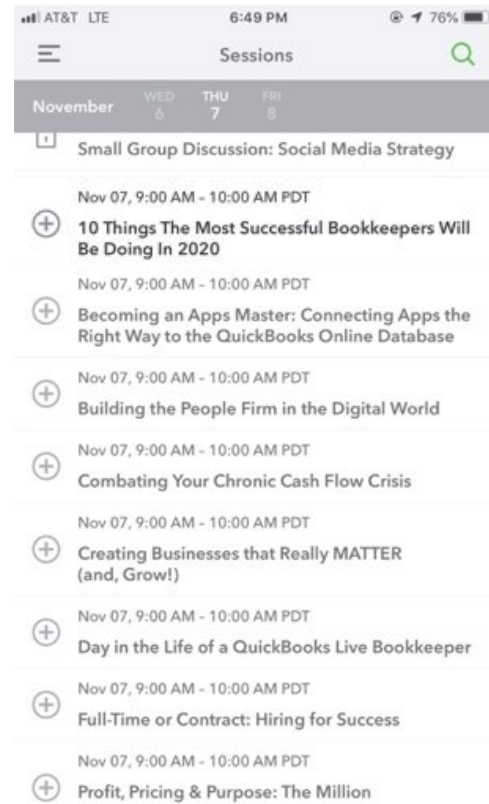 AT&T LTE 6:49 PM 76%
Sessions
November WED 6 THU 7 FRI 8
Small Group Discussion: Social Media Strategy
Nov 07, 9:00 AM - 10:00 AM PDT
10 Things The Most Successful Bookkeepers Will
Be Doing In 2020
Nov 07, 9:00 AM - 10:00 AM PDT
Becoming an Apps Master: Connecting Apps the
Right Way to the QuickBooks Online Database
Nov 07, 9:00 AM - 10:00 AM PDT
Building the People Firm in the Digital World
Nov 07, 9:00 AM - 10:00 AM PDT
Combating Your Chronic Cash Flow Crisis
Nov 07, 9:00 AM - 10:00 AM PDT
Creating Businesses that Really MATTER
(and, Grow!)
Nov 07, 9:00 AM - 10:00 AM PDT
Day in the Life of a QuickBooks Live Bookkeeper
Nov 07, 9:00 AM - 10:00 AM PDT
Full-Time or Contract: Hiring for Success
Nov 07, 9:00 AM - 10:00 AM PDT
Profit, Pricing & Purpose: The Million